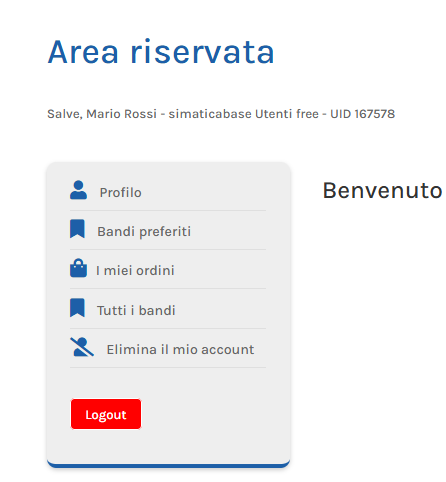 Area riservata
Salve, Mario Rossi - simaticabase Utenti free - UID 167578
Profilo
Benvenuto
Bandi preferiti
I miei ordini
Tutti i bandi
Elimina il mio account
Logout